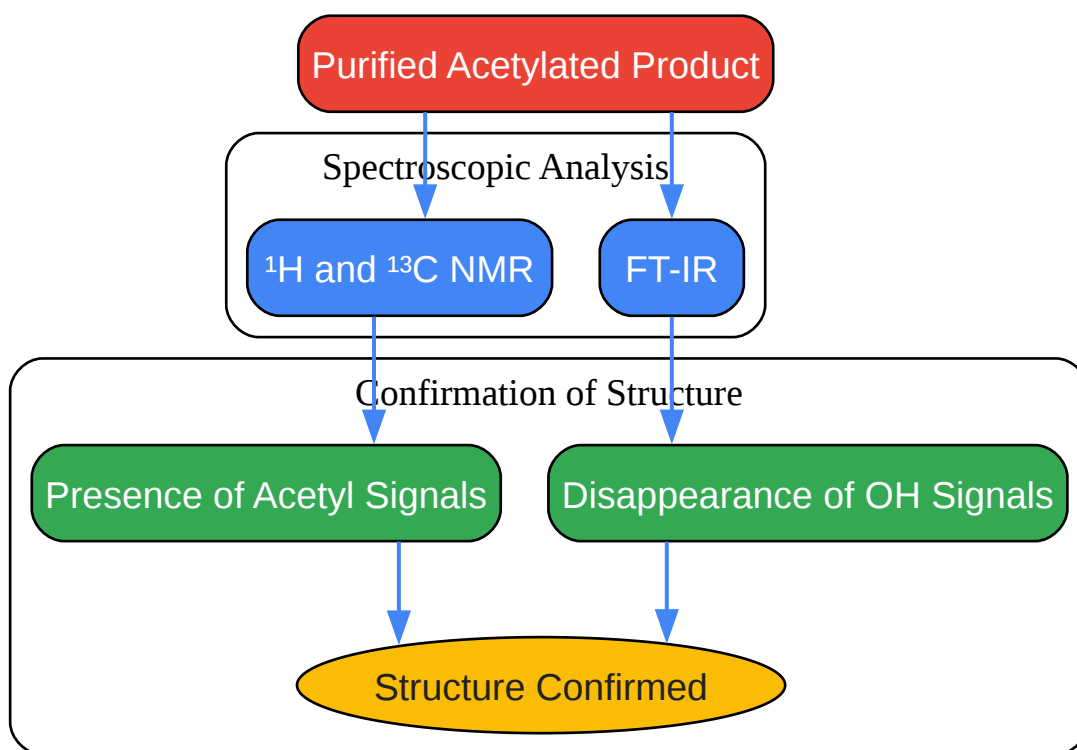 Purified Acetylated Product
Spectroscopic Analysis
¹H and ¹³C NMR
FT-IR
Confirmation of Structure
Presence of Acetyl Signals
Disappearance of OH Signals
Structure Confirmed